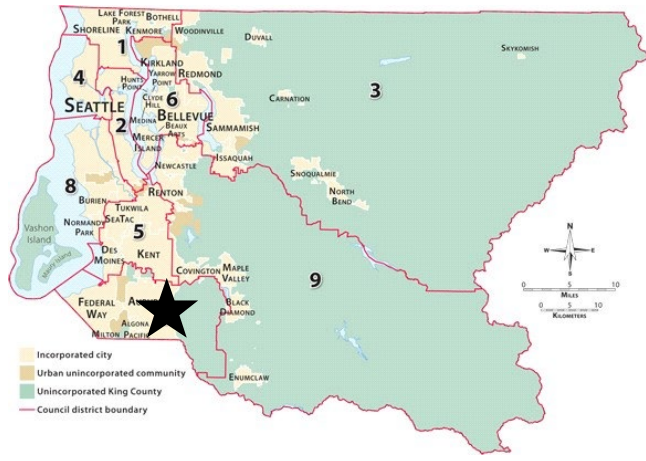 LAKE FOREST
PARK
BOTHELL
SHORELINE
KENMORE
WOODINVILLE
DUVALL
SKYKOMISH
1
KIRKLAND
YARROW
POINT
REDMOND
4
HUNTS
POINT
3
SEATTLE
CLYDE
HILL
6
CARNATION
2
MEDINA
BELLEVUE
BEAUX
ARTS
SAMMAMISH
MERCER
ISLAND
NEWCASTLE
ISSAQUAH
SNOQUALMIE
8
RENTON
NORTH
BEND
BURIEN
TUKWILA
SEATAC
Vashon
Island
NORMANDY
PARK
5
Maury Island
DES
MOINES
KENT
COVINGTON
MAPLE
VALLEY
9
FEDERAL
WAY
BLACK
DIAMOND
ALGONA
MILTON
PACIFIC
ENUMCLAW
N
W
E
S
0 5 10
MILES
0 5 10
KILOMETERS
Incorporated city
Urban unincorporated community
Unincorporated King County
Council district boundary